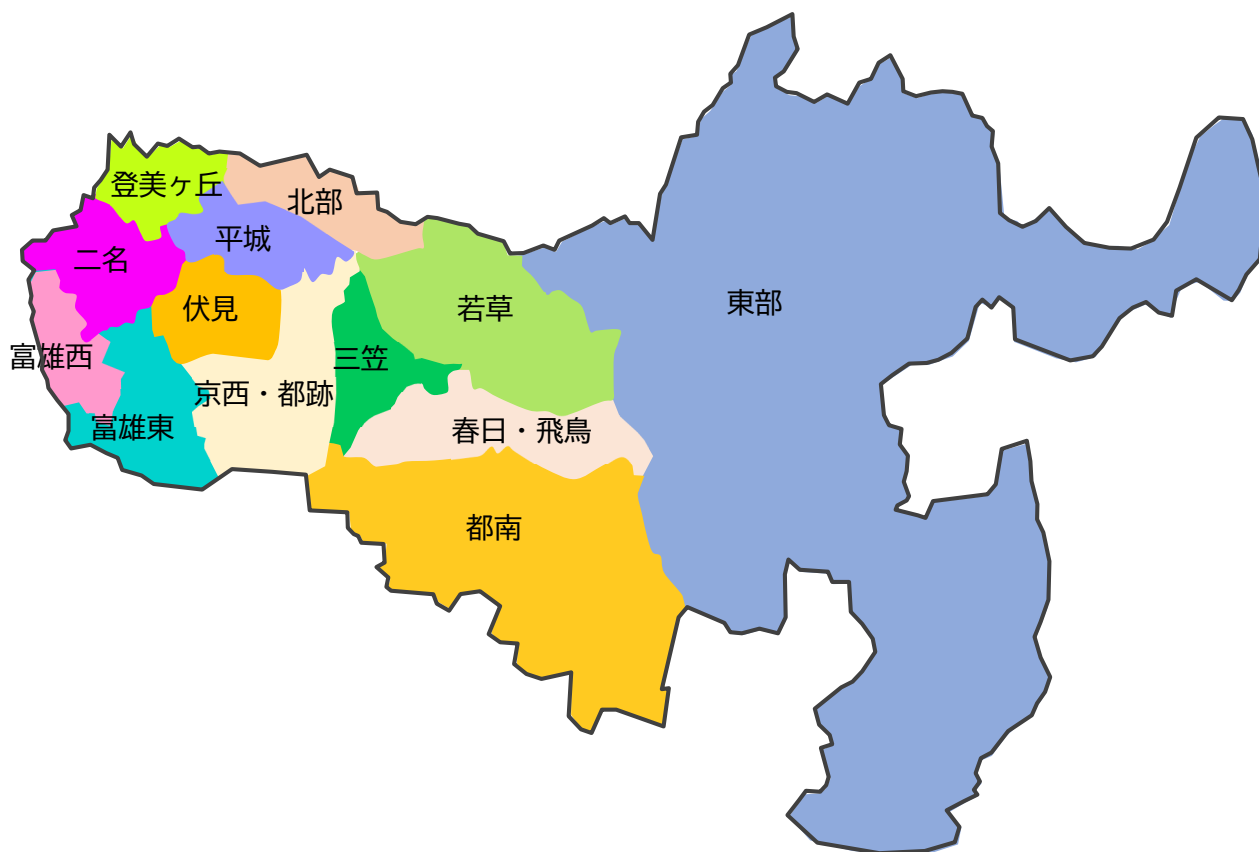 登美ヶ丘
北部
平城
二名
伏見
若草
東部
富雄西
三笠
京西・都跡
富雄東
春日・飛鳥
都南